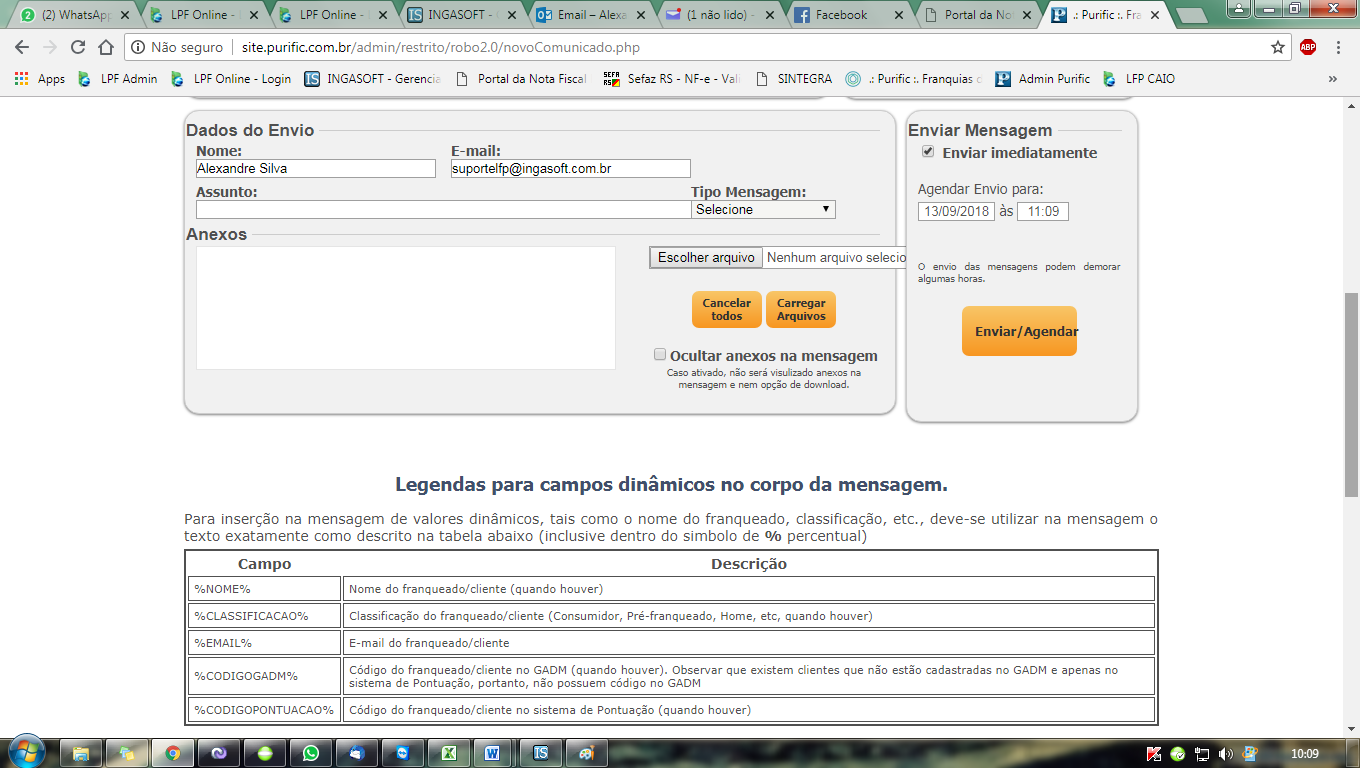 (2) WhatsApp
LPF Online -
LPF Online -
INGASOFT -
Email – Alexa
(1 não lido) -
Facebook
Portal da Not
.: Purific :. Fra
Não seguro
site.purific.com.br/admin/restrito/robo2.0/novoComunicado.php
ABP
Apps
LPF Admin
LPF Online - Login
INGASOFT - Gerencia
Portal da Nota Fiscal
Sefaz RS - NF-e - Vali
SINTEGRA
.: Purific :. Franquias d
Admin Purific
LFP CAIO
»
Dados do Envio
Nome:
E-mail:
Alexandre Silva
suportelfp@ingasoft.com.br
Assunto:
Tipo Mensagem:
Selecione
Anexos
Escolher arquivo
Nenhum arquivo selecio
Cancelar
todos
Carregar
Arquivos
Ocultar anexos na mensagem
Caso ativado, não será visulizado anexos na
mensagem e nem opção de download.
Enviar Mensagem
Enviar imediatamente
Agendar Envio para:
13/09/2018 às 11:09
O envio das mensagens podem demorar
algumas horas.
Enviar/Agendar
Legendas para campos dinâmicos no corpo da mensagem.
Para inserção na mensagem de valores dinâmicos, tais como o nome do franqueado, classificação, etc., deve-se utilizar na mensagem o
texto exatamente como descrito na tabela abaixo (inclusive dentro do simbolo de % percentual)
Campo
Descrição
%NOME%
Nome do franqueado/cliente (quando houver)
%CLASSIFICACAO%
Classificação do franqueado/cliente (Consumidor, Pré-franqueado, Home, etc, quando houver)
%EMAIL%
E-mail do franqueado/cliente
%CODIGOGADM%
Código do franqueado/cliente no GADM (quando houver). Observar que existem clientes que não estão cadastradas no GADM e apenas no
sistema de Pontuação, portanto, não possuem código no GADM
%CODIGOPONTUACAO%
Código do franqueado/cliente no sistema de Pontuação (quando houver)
10:09